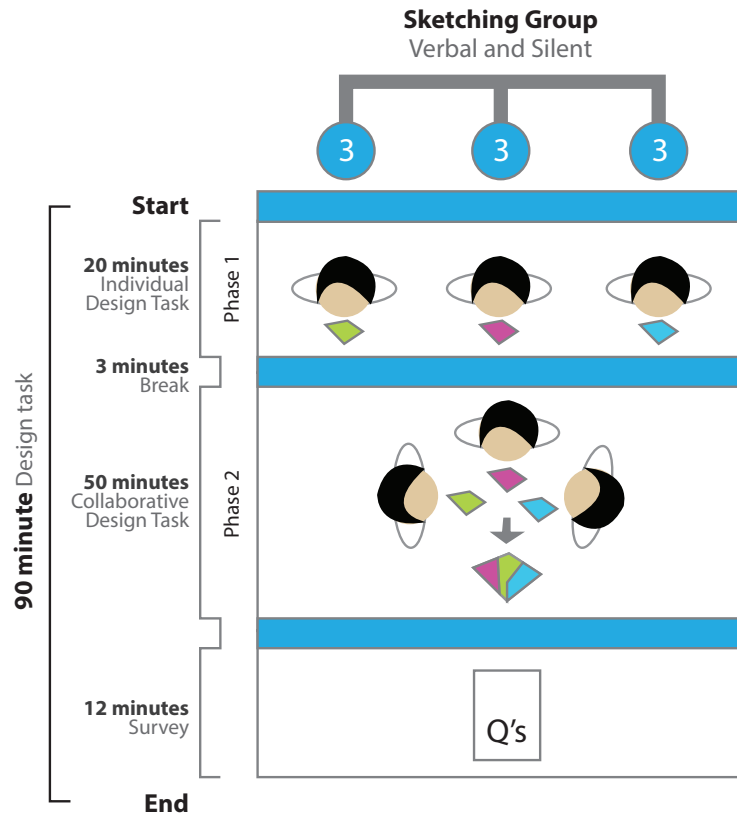 Sketching Group
Verbal and Silent
3 3 3
Start
20 minutes
Individual
Design Task
Phase 1
3 minutes
Break
90 minute Design task
50 minutes
Collaborative
Design Task
Phase 2
12 minutes
Survey
Q's
End